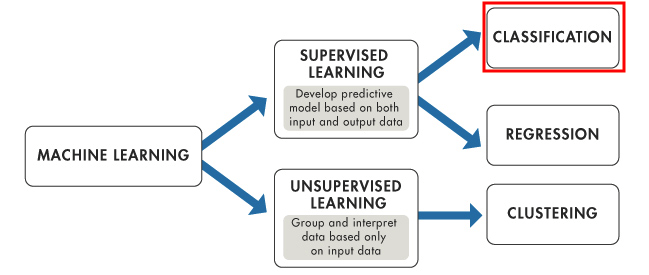 MACHINE LEARNING
SUPERVISED
LEARNING
Develop predictive
model based on both
input and output data
UNSUPERVISED
LEARNING
Group and interpret
data based only
on input data
CLASSIFICATION
REGRESSION
CLUSTERING